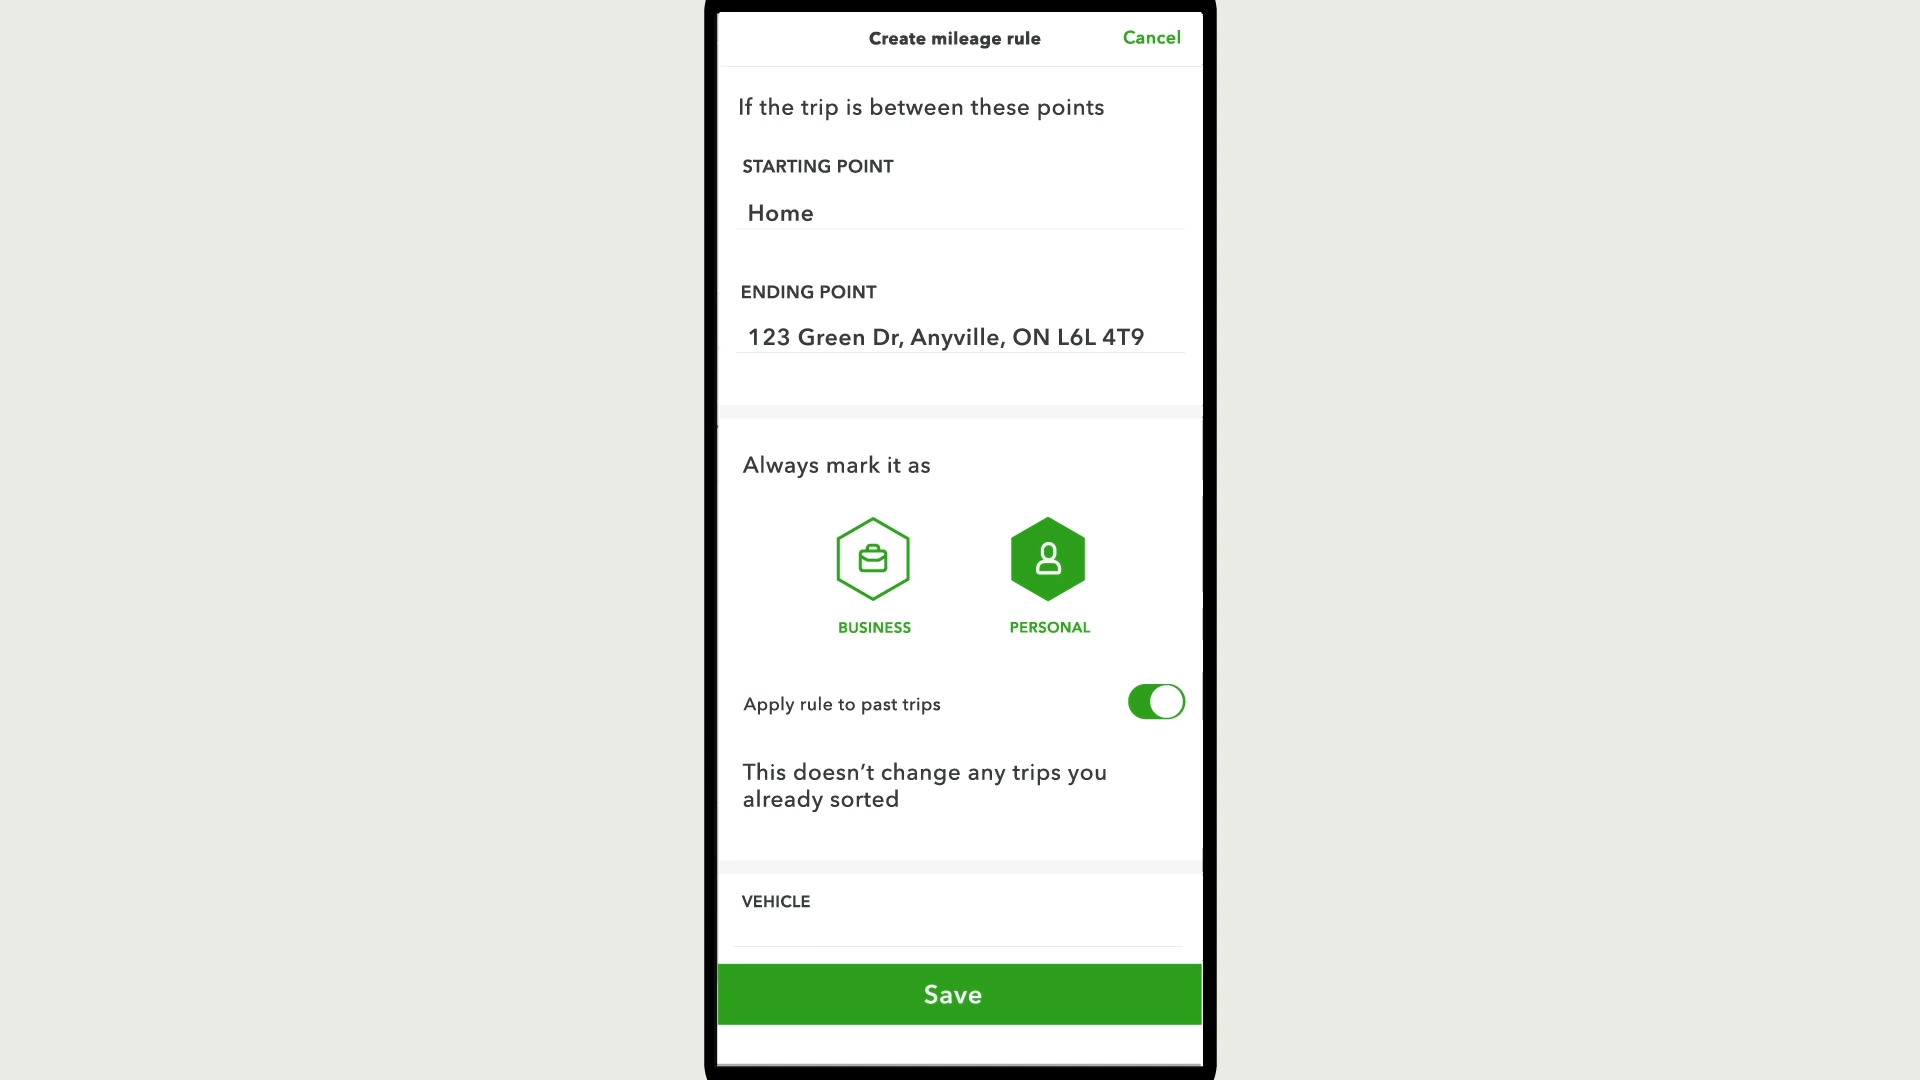 Create mileage rule
Cancel
If the trip is between these points
STARTING POINT
Home
ENDING POINT
123 Green Dr, Anyville, ON L6L 4T9
Always mark it as
BUSINESS
PERSONAL
Apply rule to past trips
This doesn’t change any trips you
already sorted
VEHICLE
Save